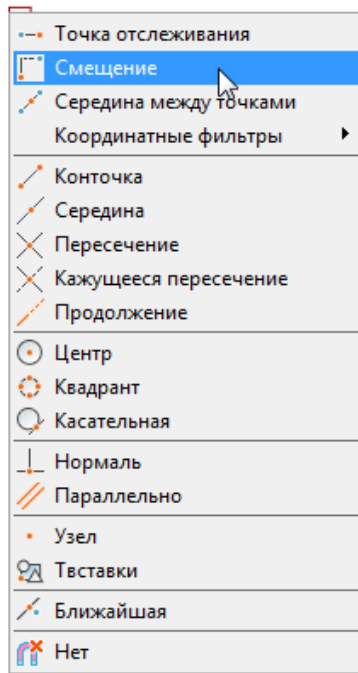 Точка отслеживания
Смещение
Середина между точками
Координатные фильтры
Конточка
Середина
Пересечение
Кажущееся пересечение
Продолжение
Центр
Квадрант
Касательная
Нормаль
Параллельно
Узел
Твставки
Ближайшая
Нет